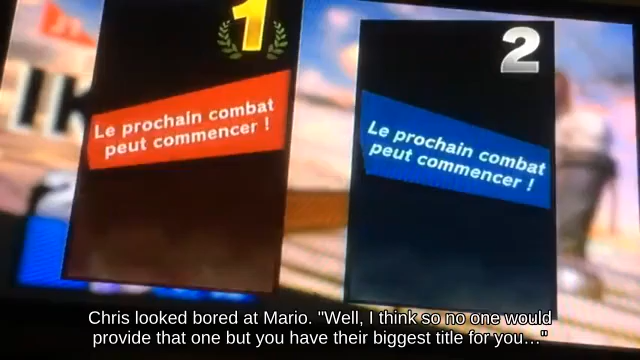 1
Le prochain combat
peut commencer !
2
Le prochain combat
peut commencer !
Chris looked bored at Mario. "Well, I think so no one would
provide that one but you have their biggest title for you..."